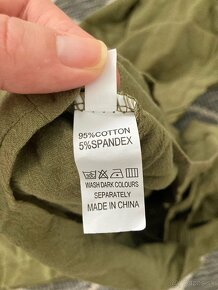 95%COTTON
5%SPANDEX
WASH DARK COLOURS
SEPARATELY
MADE IN CHINA